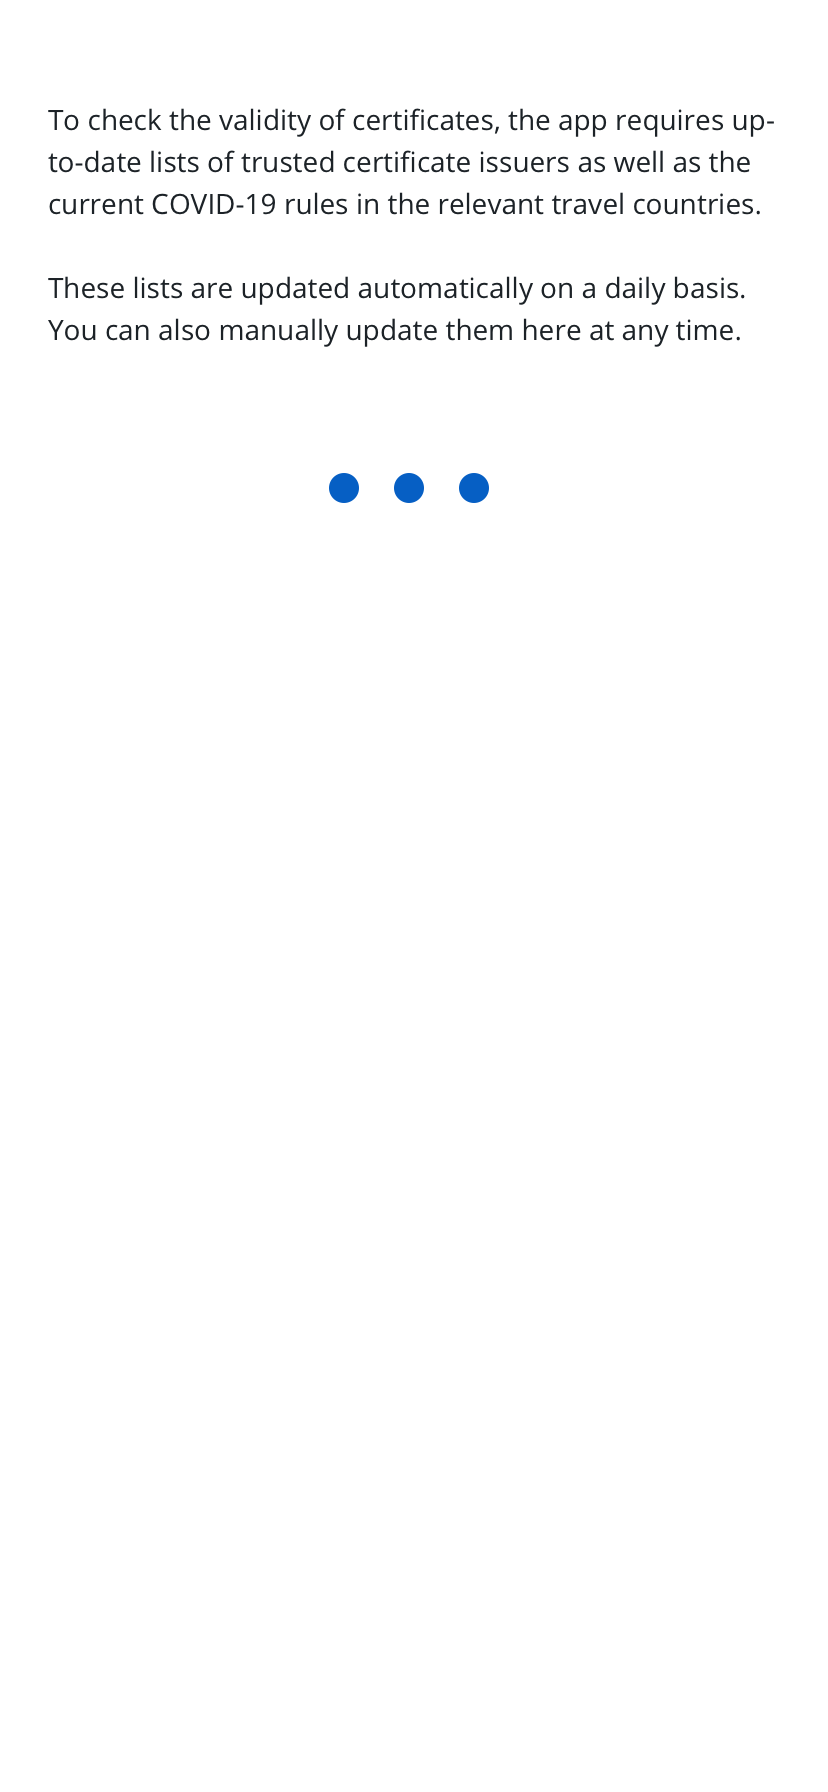 To check the validity of certificates, the app requires up-
to-date lists of trusted certificate issuers as well as the
current COVID-19 rules in the relevant travel countries.
These lists are updated automatically on a daily basis.
You can also manually update them here at any time.